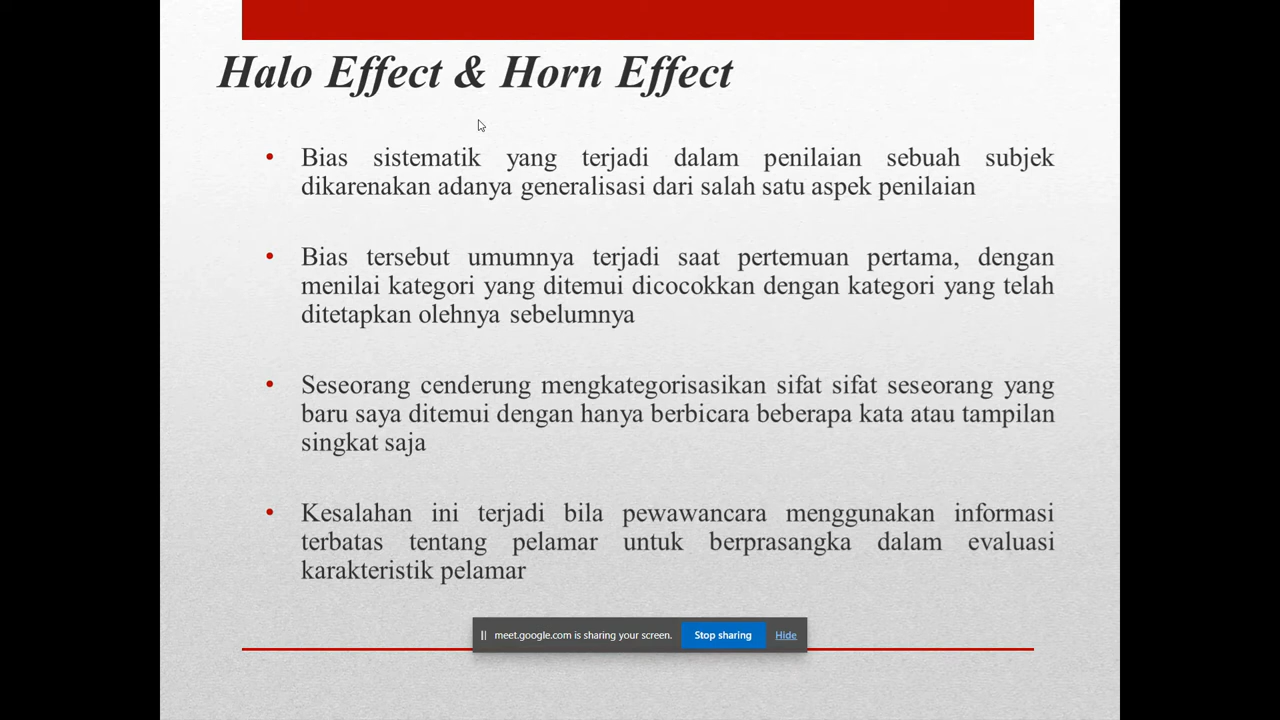 Halo Effect & Horn Effect
• Bias sistematik yang terjadi dalam penilaian sebuah subjek
dikarenakan adanya generalisasi dari salah satu aspek penilaian
• Bias tersebut umumnya terjadi saat pertemuan pertama, dengan
menilai kategori yang ditemui dicocokkan dengan kategori yang telah
ditetapkan olehnya sebelumnya
• Seseorang cenderung mengkategorisasikan sifat sifat seseorang yang
baru saya ditemui dengan hanya berbicara beberapa kata atau tampilan
singkat saja
• Kesalahan ini terjadi bila pewawancara menggunakan informasi
terbatas tentang pelamar untuk berprasangka dalam evaluasi
karakteristik pelamar
meet.google.com is sharing your screen. Stop sharing Hide